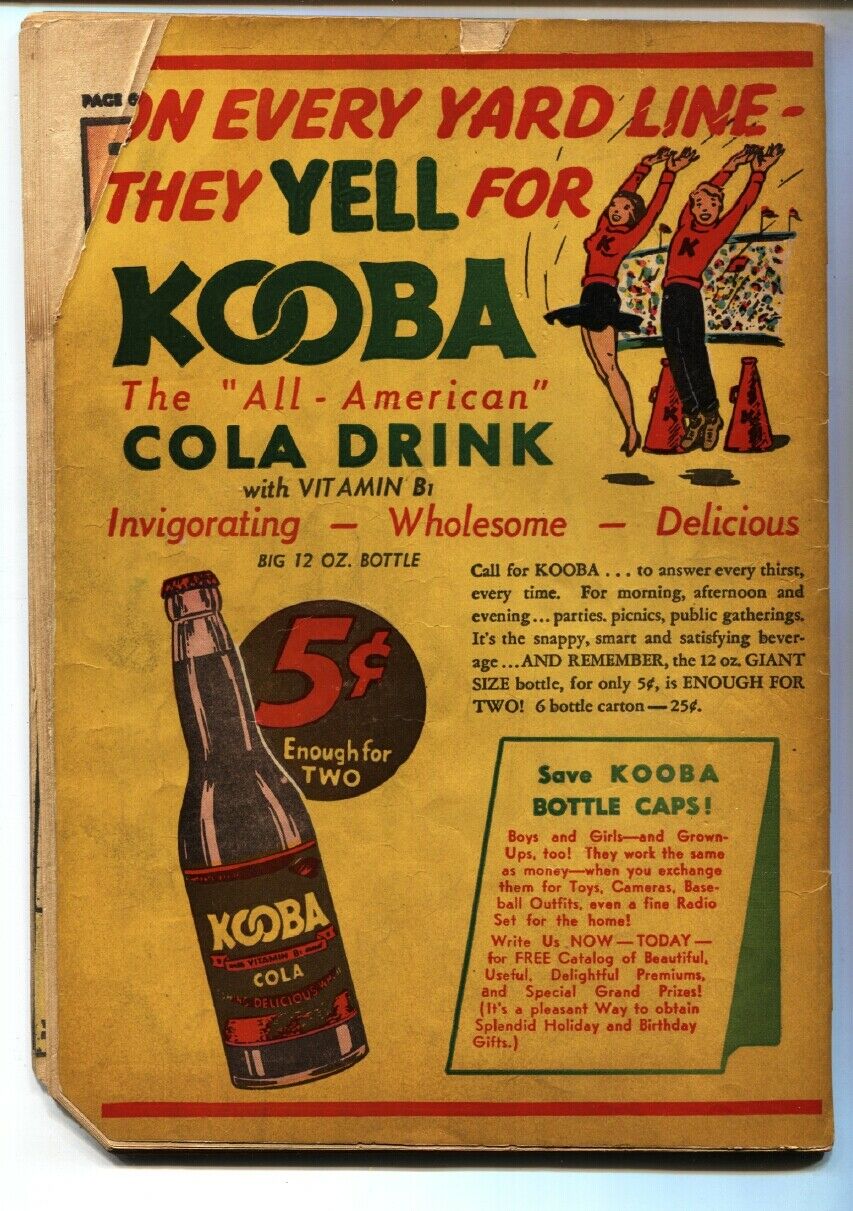 PAGE 6
ON EVERY YARD LINE-
THEY YELL FOR
KOOBA
The "All - American"
COLA DRINK
with VITAMIN B1
Invigorating — Wholesome — Delicious
BIG 12 OZ. BOTTLE
5¢
Enough for
TWO
KOOBA
VITAMIN B1
COLA
DELICIOUS
K
K
K
K
Call for KOOBA . . . to answer every thirst,
every time. For morning, afternoon and
evening... parties. picnics, public gatherings.
It's the snappy, smart and satisfying bever-
age ...AND REMEMBER, the 12 oz. GIANT
SIZE bottle, for only 5¢, is ENOUGH FOR
TWO! 6 bottle carton — 25¢.
Save KOOBA
BOTTLE CAPS!
Boys and Girls—and Grown-
Ups, too! They work the same
as money—when you exchange
them for Toys, Cameras, Base-
ball Outfits, even a fine Radio
Set for the home!
Write Us NOW — TODAY —
for FREE Catalog of Beautiful,
Useful, Delightful Premiums,
and Special Grand Prizes!
(It's a pleasant Way to obtain
Splendid Holiday and Birthday
Gifts.)